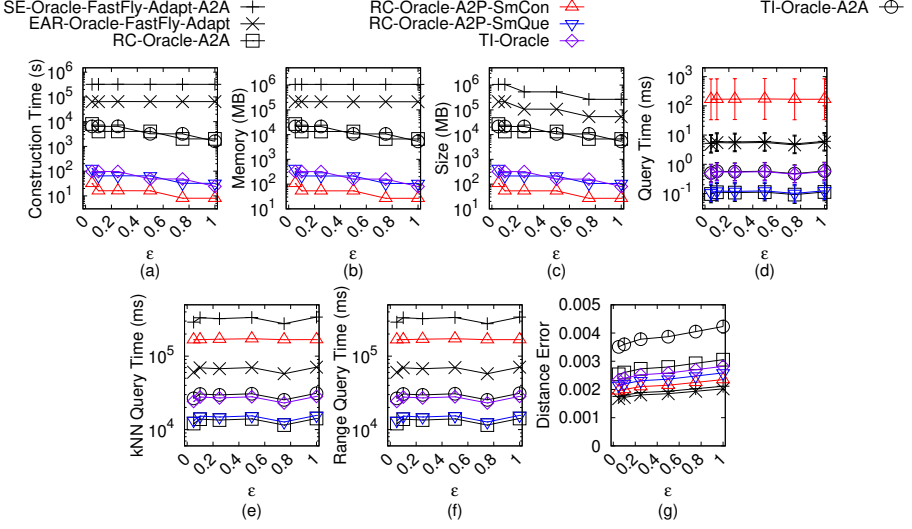 SE-Oracle-FastFly-Adapt-A2A
RC-Oracle-A2P-SmCon
TI-Oracle-A2A
EAR-Oracle-FastFly-Adapt
RC-Oracle-A2P-SmQue
RC-Oracle-A2A
TI-Oracle
Construction Time (s)
10^6
10^5
10^4
10^3
10^2
10^1
0
0.2
0.4
0.6
0.8
1
ε
(a)
Memory (MB)
10^6
10^5
10^4
10^3
10^2
10^1
0
0.2
0.4
0.6
0.8
1
ε
(b)
Size (MB)
10^6
10^5
10^4
10^3
10^2
10^1
0
0.2
0.4
0.6
0.8
1
ε
(c)
Query Time (ms)
10^3
10^2
10^1
10^0
10^-1
0
0.2
0.4
0.6
0.8
1
ε
(d)
kNN Query Time (ms)
10^5
10^4
0
0.2
0.4
0.6
0.8
1
ε
(e)
Range Query Time (ms)
10^5
10^4
0
0.2
0.4
0.6
0.8
1
ε
(f)
Distance Error
0.005
0.004
0.003
0.002
0.001
0
0
0.2
0.4
0.6
0.8
1
ε
(g)